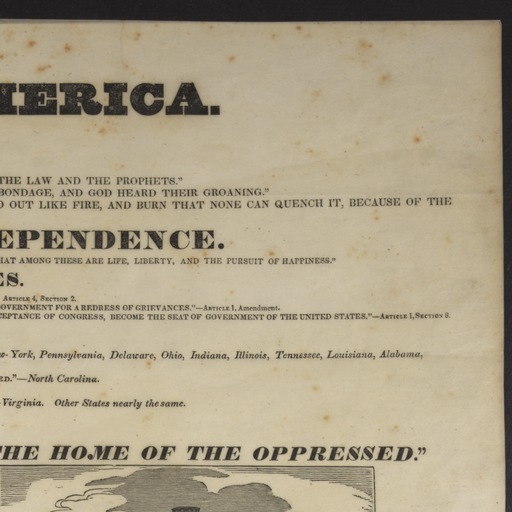 MERICA.
THE LAW AND THE PROPHETS."
BONDAGE, AND GOD HEARD THEIR GROANING."
OUT LIKE FIRE, AND BURN THAT NONE CAN QUENCH IT, BECAUSE OF THE
EPENDENCE.
HAT AMONG THESE ARE LIFE, LIBERTY, AND THE PURSUIT OF HAPPINESS."
ES.
ARTICLE 4, SECTION 2.
OVERNMENT FOR A REDRESS OF GRIEVANCES."—ARTICLE 1, Amendment.
CEPTANCE OF CONGRESS, BECOME THE SEAT OF GOVERNMENT OF THE UNITED STATES."—ARTICLE 1, SECTION 8.
w-York, Pennsylvania, Delaware, Ohio, Indiana, Illinois, Tennessee, Louisiana, Alabama,
ED."—North Carolina.
Virginia. Other States nearly the same.
HE HOME OF THE OPPRESSED."